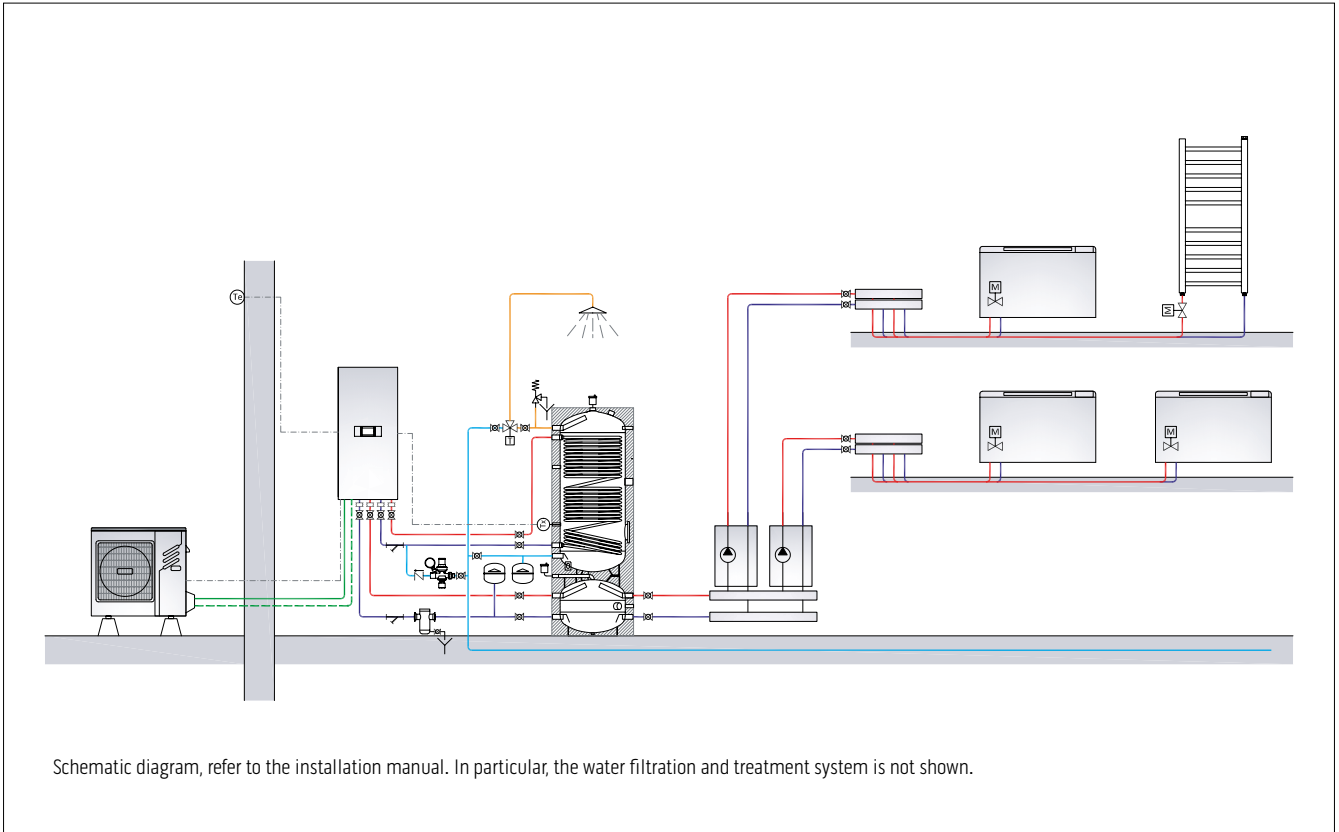 Te
M
M
M
M
Schematic diagram, refer to the installation manual. In particular, the water filtration and treatment system is not shown.